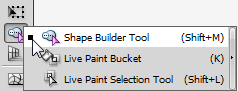 Shape Builder Tool (Shift+M)
Live Paint Bucket (K)
Live Paint Selection Tool (Shift+L)